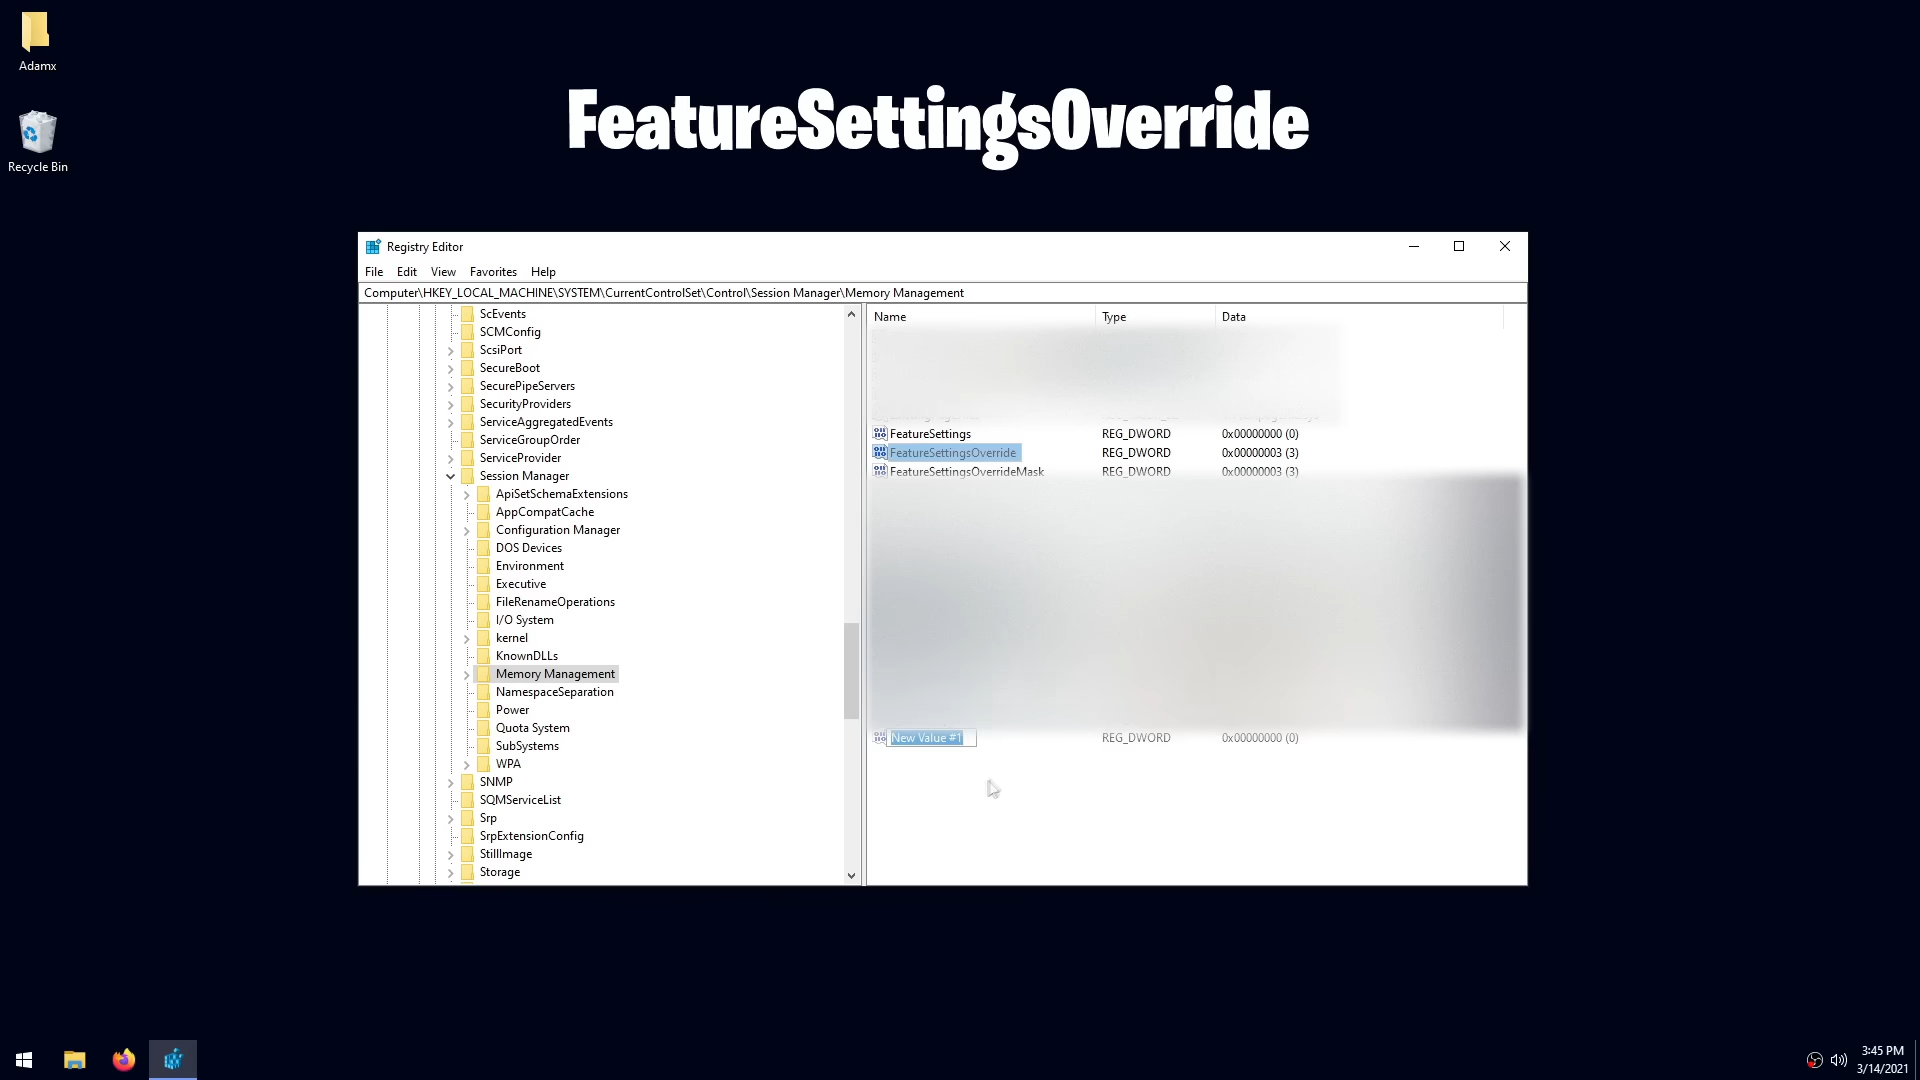 Adamx
Recycle Bin
FeatureSettingsOverride
Registry Editor
File Edit View Favorites Help
Computer\HKEY_LOCAL_MACHINE\SYSTEM\CurrentControlSet\Control\Session Manager\Memory Management
ScEvents
SCMConfig
ScsiPort
SecureBoot
SecurePipeServers
SecurityProviders
ServiceAggregatedEvents
ServiceGroupOrder
ServiceProvider
Session Manager
ApiSetSchemaExtensions
AppCompatCache
Configuration Manager
DOS Devices
Environment
Executive
FileRenameOperations
I/O System
kernel
KnownDLLs
Memory Management
NamespaceSeparation
Power
Quota System
SubSystems
WPA
SNMP
SQMServiceList
Srp
SrpExtensionConfig
StillImage
Storage
Name Type Data
FeatureSettings REG_DWORD 0x00000000 (0)
FeatureSettingsOverride REG_DWORD 0x00000003 (3)
FeatureSettingsOverrideMask REG_DWORD 0x00000003 (3)
New Value #1 REG_DWORD 0x00000000 (0)
3:45 PM
3/14/2021